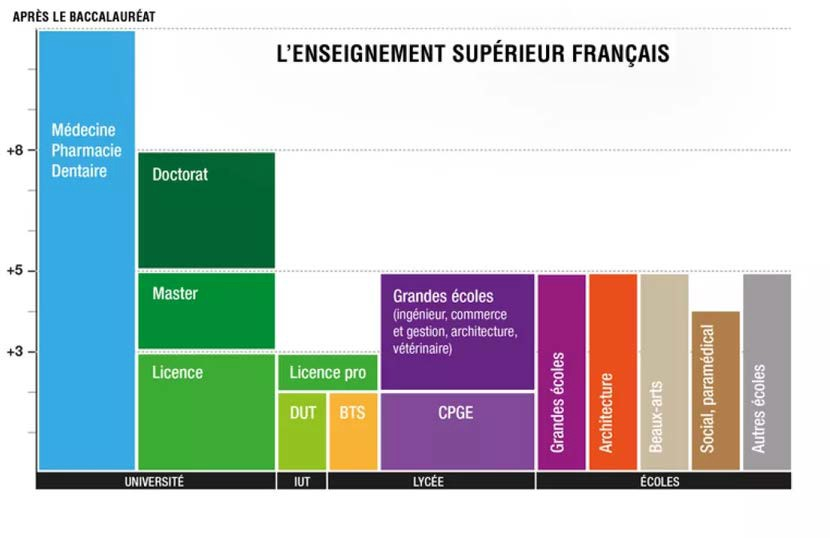 APRÈS LE BACCALAURÉAT
L'ENSEIGNEMENT SUPÉRIEUR FRANÇAIS
Médecine
Pharmacie
Dentaire
+8
Doctorat
+5
Master
Grandes écoles
(ingénieur, commerce
et gestion, architecture,
vétérinaire)
+3
Licence
Licence pro
DUT
BTS
CPGE
Grandes écoles
Architecture
Beaux-arts
Social, paramédical
Autres écoles
UNIVERSITÉ
IUT
LYCÉE
ÉCOLES